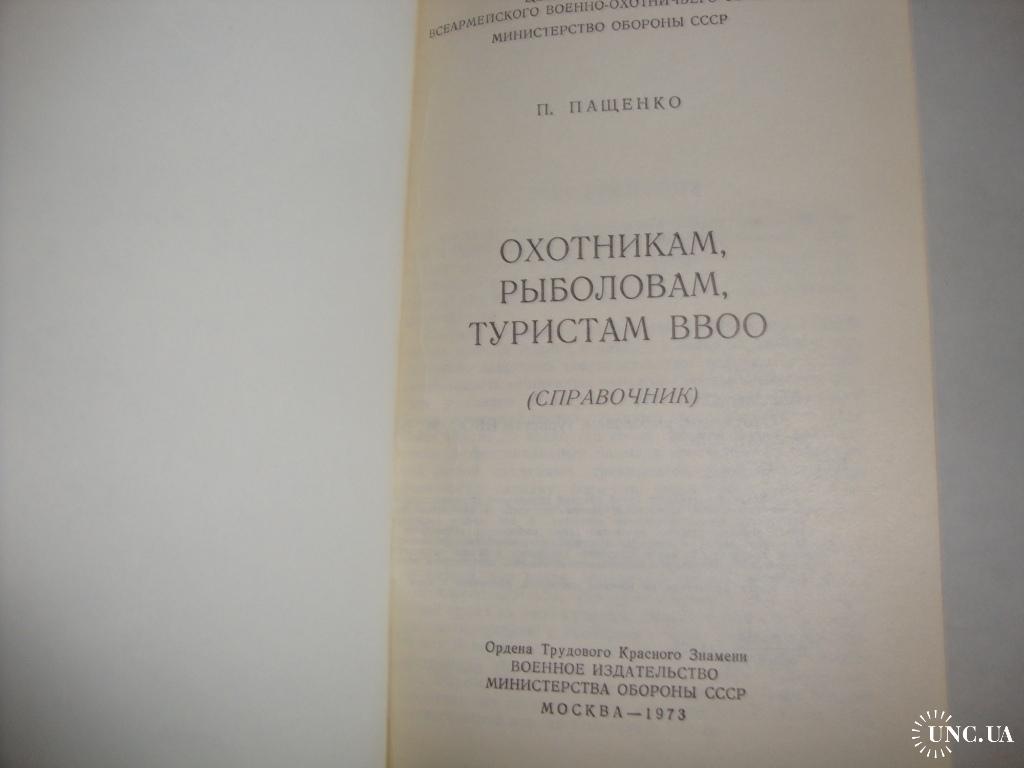 ВСЕАРМЕЙСКОГО ВОЕННО-ОХОТНИЧЬЕГО
МИНИСТЕРСТВО ОБОРОНЫ СССР
П. ПАЩЕНКО
ОХОТНИКАМ,
РЫБОЛОВАМ,
ТУРИСТАМ ВВОО
(СПРАВОЧНИК)
Ордена Трудового Красного Знамени
ВОЕННОЕ ИЗДАТЕЛЬСТВО
МИНИСТЕРСТВА ОБОРОНЫ СССР
МОСКВА—1973
UNC.UA